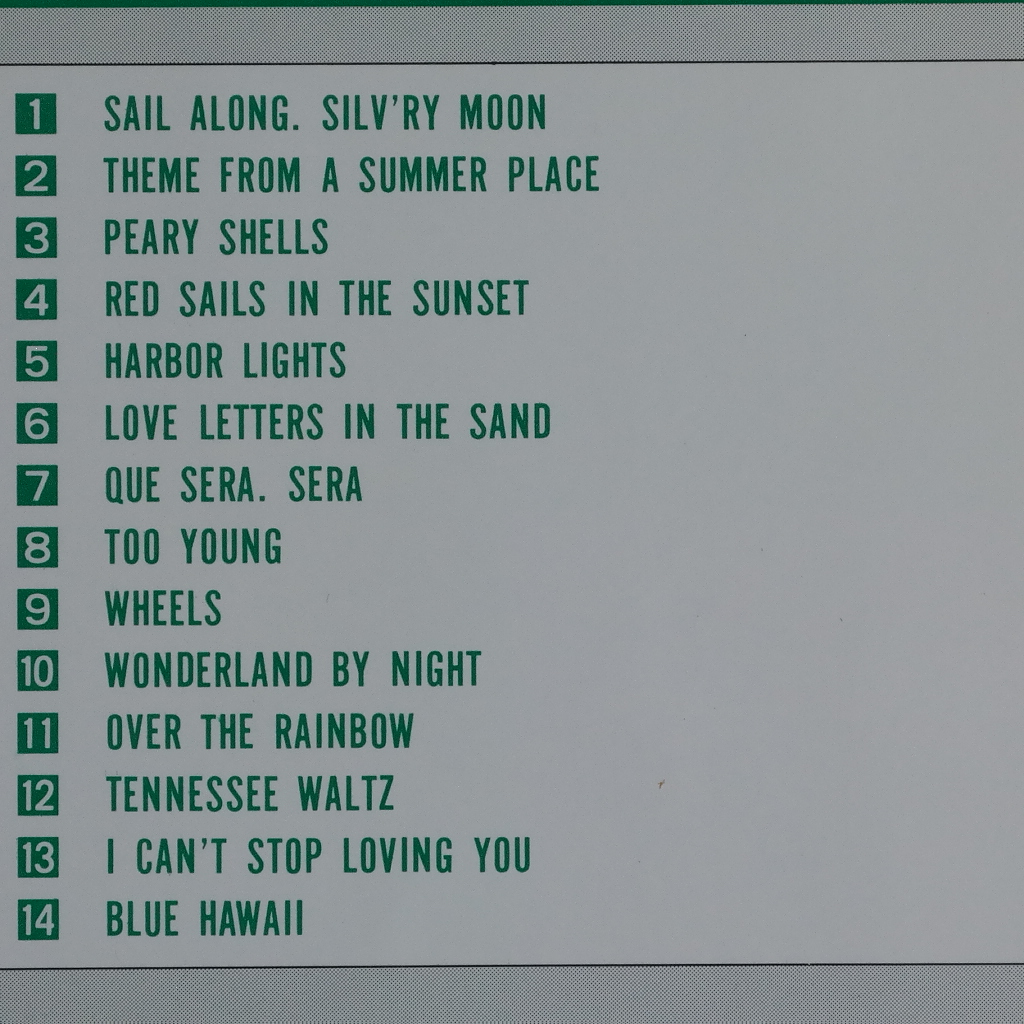 1 SAIL ALONG. SILV'RY MOON
2 THEME FROM A SUMMER PLACE
3 PEARY SHELLS
4 RED SAILS IN THE SUNSET
5 HARBOR LIGHTS
6 LOVE LETTERS IN THE SAND
7 QUE SERA. SERA
8 TOO YOUNG
9 WHEELS
10 WONDERLAND BY NIGHT
11 OVER THE RAINBOW
12 TENNESSEE WALTZ
13 I CAN'T STOP LOVING YOU
14 BLUE HAWAII